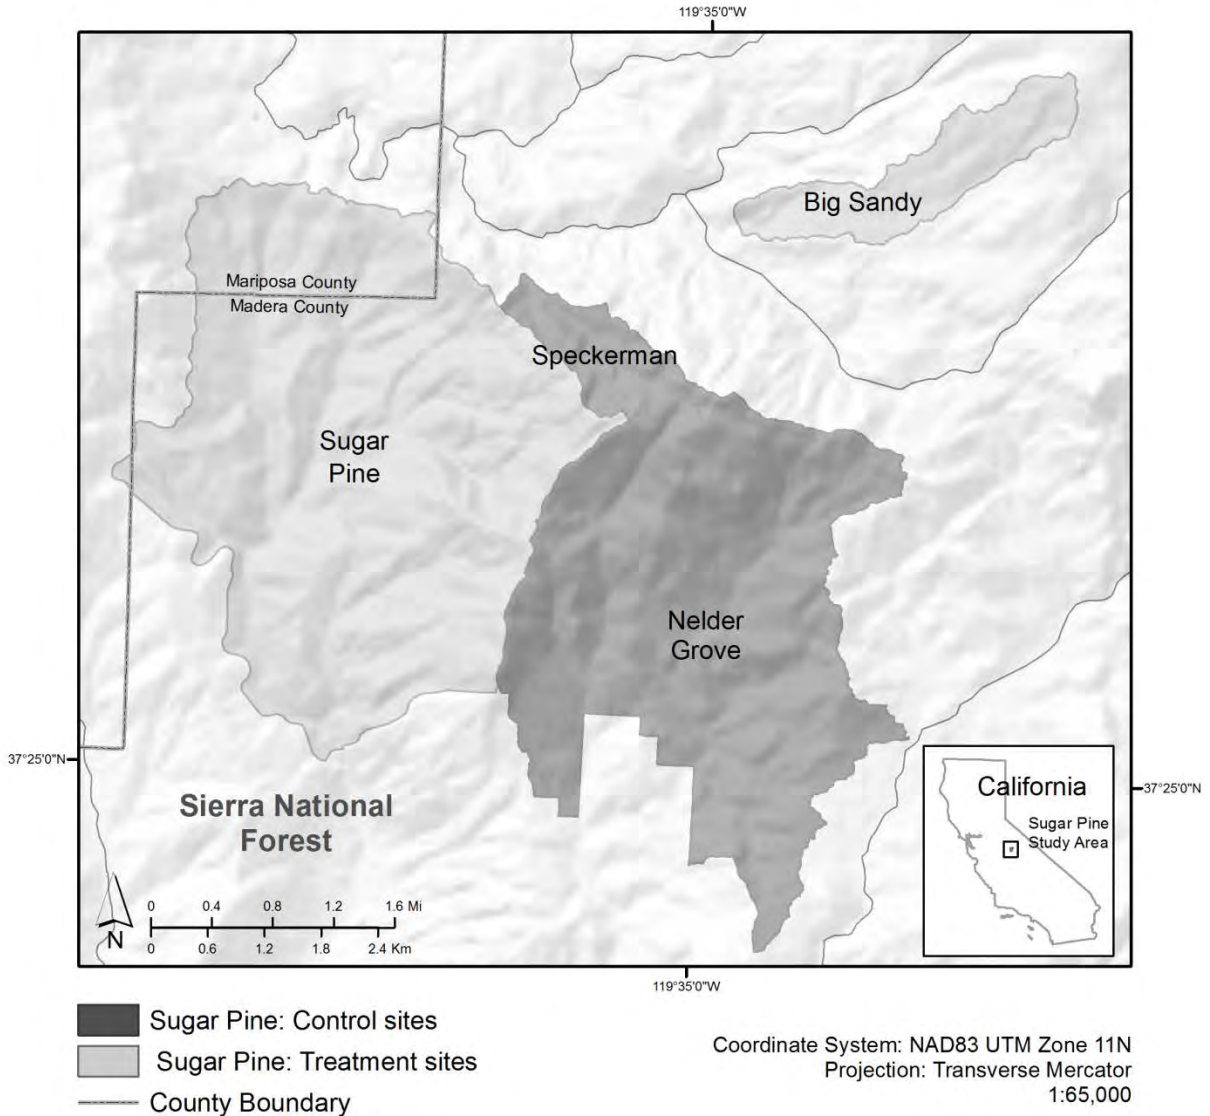 119°35'0"W
Big Sandy
Mariposa County
Madera County
Speckerman
Sugar
Pine
Nelder
Grove
37°25'0"N
Sierra National
Forest
California
Sugar Pine
Study Area
37°25'0"N
0 0.4 0.8 1.2 1.6 Mi
0 0.6 1.2 1.8 2.4 Km
N
119°35'0"W
Sugar Pine: Control sites
Sugar Pine: Treatment sites
County Boundary
Coordinate System: NAD83 UTM Zone 11N
Projection: Transverse Mercator
1:65,000